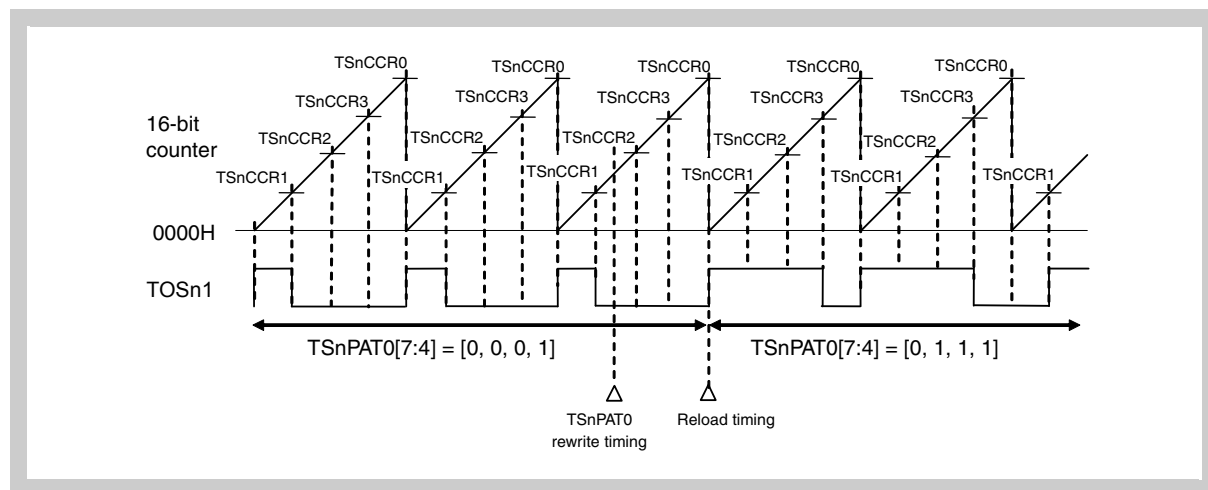 TSnCCR0 TSnCCR0 TSnCCR0 TSnCCR0 TSnCCR0
TSnCCR3 TSnCCR3 TSnCCR3 TSnCCR3 TSnCCR3
16-bit
counter
TSnCCR2 TSnCCR2 TSnCCR2 TSnCCR2 TSnCCR2
TSnCCR1 TSnCCR1 TSnCCR1 TSnCCR1 TSnCCR1 TSnCCR1
0000H
TOSn1
TSnPAT0[7:4] = [0, 0, 0, 1] TSnPAT0[7:4] = [0, 1, 1, 1]
TSnPAT0
rewrite timing
Reload timing